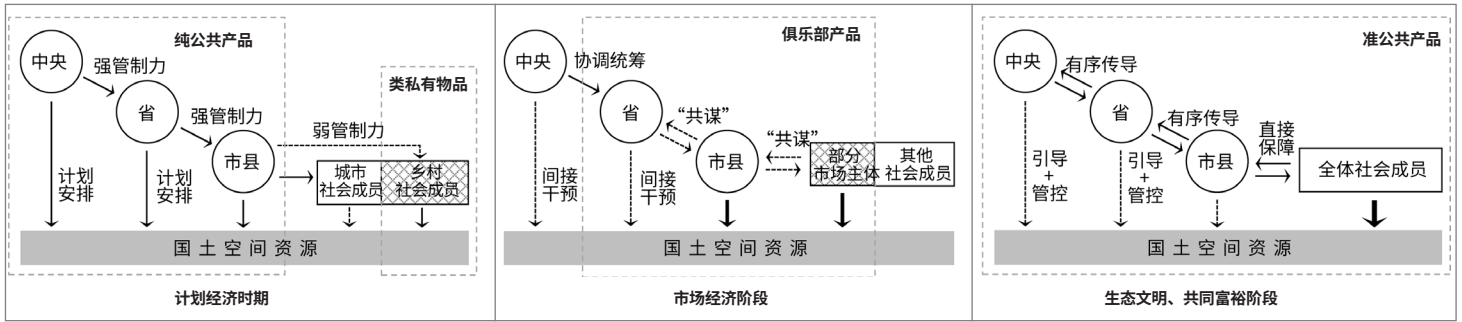 纯公共产品
中央
强管制力
类私有物品
省
强管制力
弱管制力
市县
城市
社会成员
乡村
社会成员
计划
安排
计划
安排
国土空间资源
计划经济时期
俱乐部产品
中央
协调统筹
省
“共谋”
市县
“共谋”
部分
市场主体
其他
社会成员
间接
干预
间接
干预
国土空间资源
市场经济阶段
准公共产品
中央
有序传导
省
有序传导
市县
直接
保障
全体社会成员
引导
+
管控
引导
+
管控
国土空间资源
生态文明、共同富裕阶段